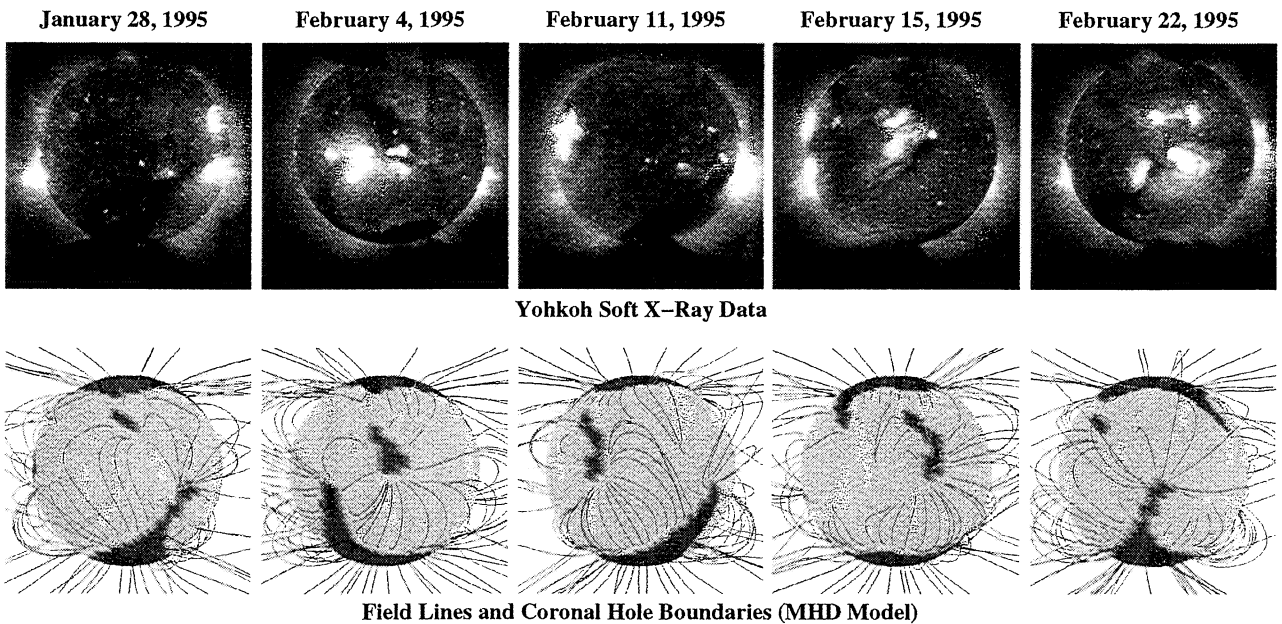 January 28, 1995 February 4, 1995 February 11, 1995 February 15, 1995 February 22, 1995
Yohkoh Soft X–Ray Data
Field Lines and Coronal Hole Boundaries (MHD Model)